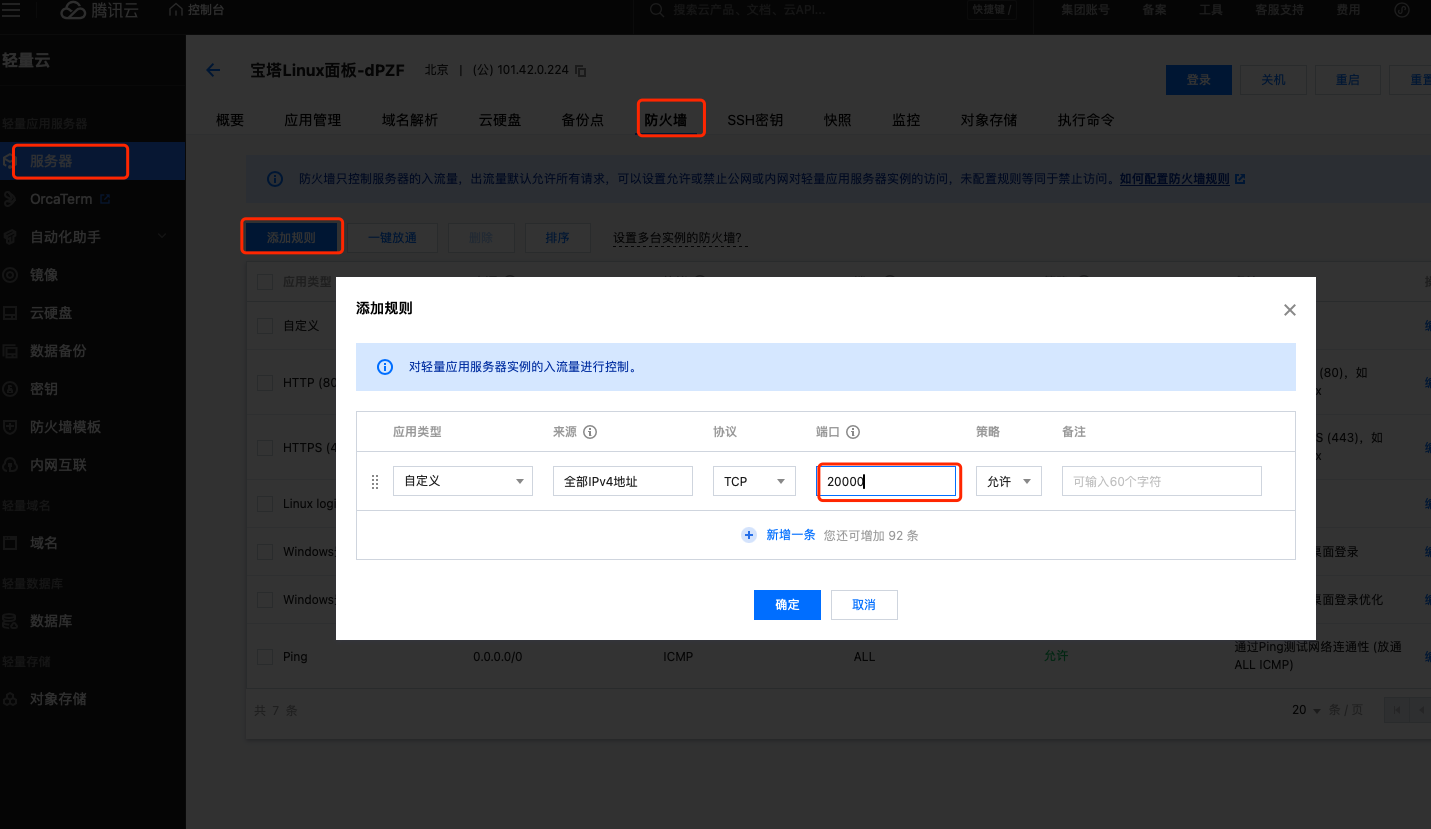 腾讯云
控制台
搜索云产品、文档、云API...
快捷键 /
集团账号
备案
工具
客服支持
费用
轻量云
轻量应用服务器
服务器
OrcaTerm
自动化助手
镜像
云硬盘
数据备份
密钥
防火墙模板
内网互联
轻量域名
域名
轻量数据库
数据库
轻量存储
对象存储
宝塔Linux面板-dPZF
北京 | (公) 101.42.0.224
登录
关机
重启
概要
应用管理
域名解析
云硬盘
备份点
防火墙
SSH密钥
快照
监控
对象存储
执行命令
防火墙只控制服务器的入流量，出流量默认允许所有请求，可以设置允许或禁止公网或内网对轻量应用服务器实例的访问，未配置规则等同于禁止访问。如何配置防火墙规则
添加规则
一键放通
删除
排序
设置多台实例的防火墙?
应用类型
自定义
HTTP (80
HTTPS (4
Linux logi
Windows
Windows
(80)，如
x
S (443)，如
x
桌面登录
桌面登录优化
添加规则
对轻量应用服务器实例的入流量进行控制。
应用类型
来源
协议
端口
策略
备注
自定义
全部IPv4地址
TCP
20000
允许
可输入60个字符
新增一条 您还可增加 92 条
确定
取消
Ping
0.0.0.0/0
ICMP
ALL
允许
通过Ping测试网络连通性 (放通
ALL ICMP)
共 7 条
20 条 / 页